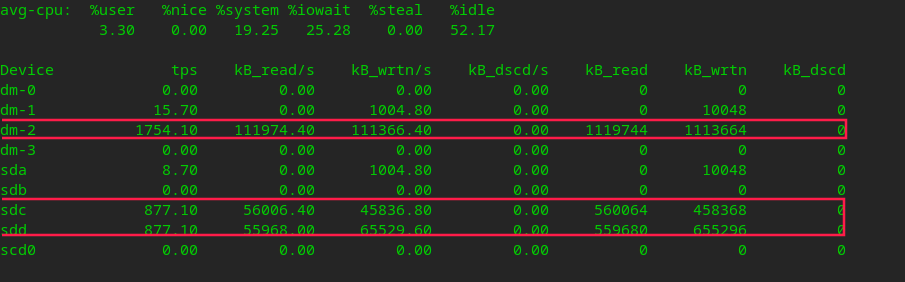 avg-cpu:  %user   %nice %system %iowait  %steal   %idle
           3.30    0.00   19.25   25.28    0.00   52.17
Device             tps    kB_read/s    kB_wrtn/s    kB_dscd/s    kB_read    kB_wrtn    kB_dscd
dm-0              0.00         0.00         0.00         0.00          0          0          0
dm-1             15.70         0.00      1004.80         0.00          0      10048          0
dm-2           1754.10    111974.40    111366.40         0.00    1119744    1113664          0
dm-3              0.00         0.00         0.00         0.00          0          0          0
sda               8.70         0.00      1004.80         0.00          0      10048          0
sdb               0.00         0.00         0.00         0.00          0          0          0
sdc             877.10     56006.40     45836.80         0.00     560064     458368          0
sdd             877.10     55968.00     65529.60         0.00     559680     655296          0
scd0              0.00         0.00         0.00         0.00          0          0          0